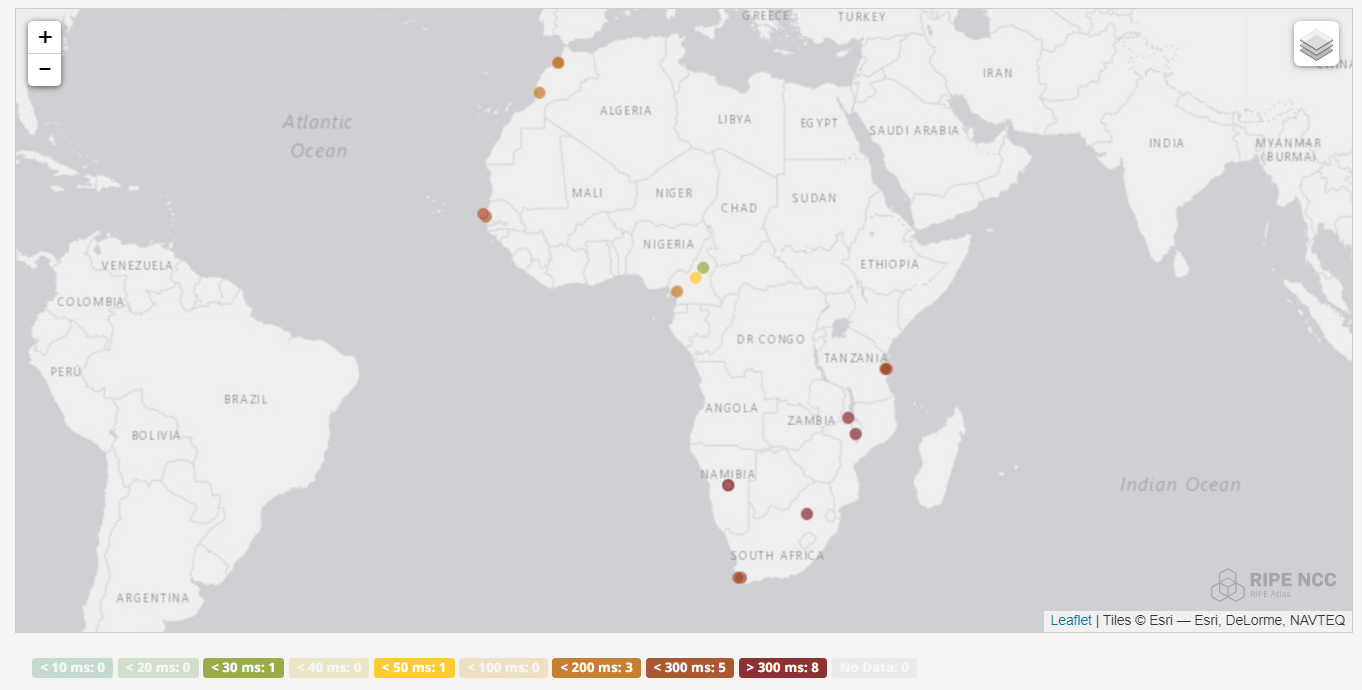 +
−
GREECE
TURKEY
IRAN
ALGERIA
LIBYA
EGYPT
SAUDI ARABIA
INDIA
MYANMAR
(BURMA)
Atlantic
Ocean
MALI
NIGER
CHAD
SUDAN
NIGERIA
ETHIOPIA
VENEZUELA
COLOMBIA
DR CONGO
TANZANIA
PERÚ
BRAZIL
ANGOLA
ZAMBIA
BOLIVIA
NAMIBIA
Indian Ocean
SOUTH AFRICA
ARGENTINA
RIPE NCC
RIPE Atlas
Leaflet | Tiles © Esri — Esri, DeLorme, NAVTEQ
< 10 ms: 0 < 20 ms: 0 < 30 ms: 1 < 40 ms: 0 < 50 ms: 1 < 100 ms: 0 < 200 ms: 3 < 300 ms: 5 > 300 ms: 8 No Data: 0